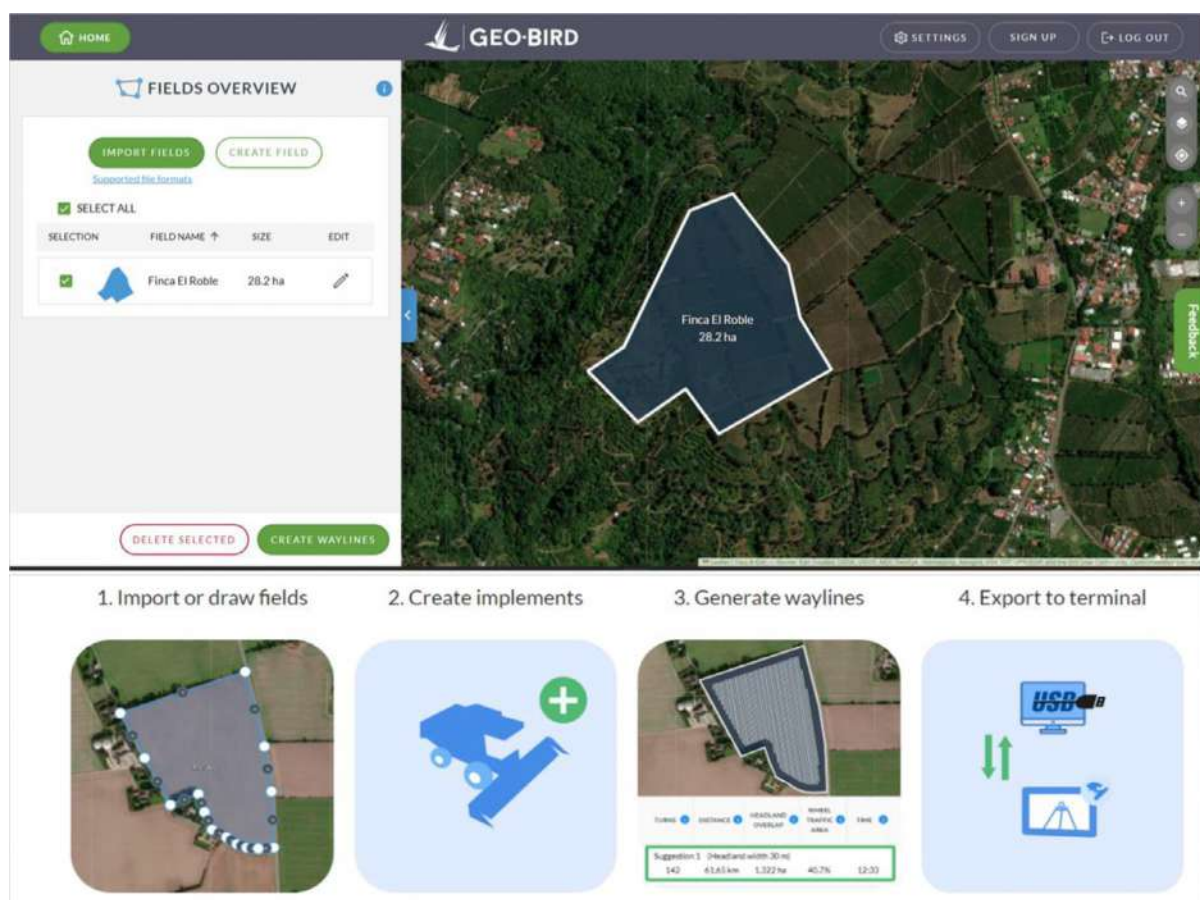 HOME
GEO·BIRD
SETTINGS
SIGN UP
LOG OUT
FIELDS OVERVIEW
IMPORT FIELDS
CREATE FIELD
Supported file formats
SELECT ALL
SELECTION FIELD NAME ↑ SIZE EDIT
Finca El Roble 28.2 ha
DELETE SELECTED
CREATE WAYLINES
Finca El Roble
28.2 ha
Feedback
1. Import or draw fields
2. Create implements
3. Generate waylines
4. Export to terminal
TURNS DISTANCE HEADLAND OVERLAP WHEEL TRAFFIC AREA TIME
Suggestion 1 (Headland width 30 m)
142 61,61 km 1,322 ha 40.7% 12:33
USB